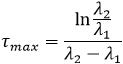 τ_max = ln(λ₂/λ₁) / (λ₂ − λ₁)